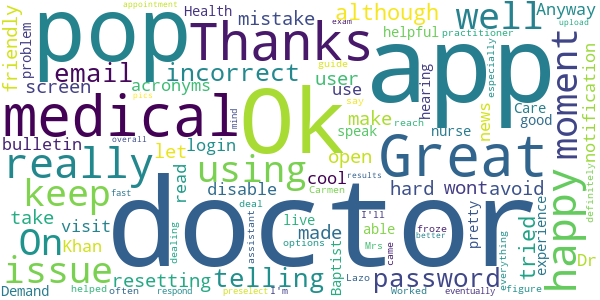 appointment
exam
Health mistake although well Anyway
upload
friendly problem pop Thanks app helpful practitioner
guide
email incorrect user hearing especially
screen acronyms use
medical Ok make say speak nurse news Care good moment notification
bulletin bits let login mind reach
really using open Great
overall cool Carmen results hard wont avoid
read disable
keep doctor happy
take fast deal I'll pretty froze tried experience definitely
On visit live made able better
Khan dealing assistant options Baptiste Mrs came everything Dr
issue telling password
resetting
helped Lazo Worked figure
Demand often respond preselect I'm eventually